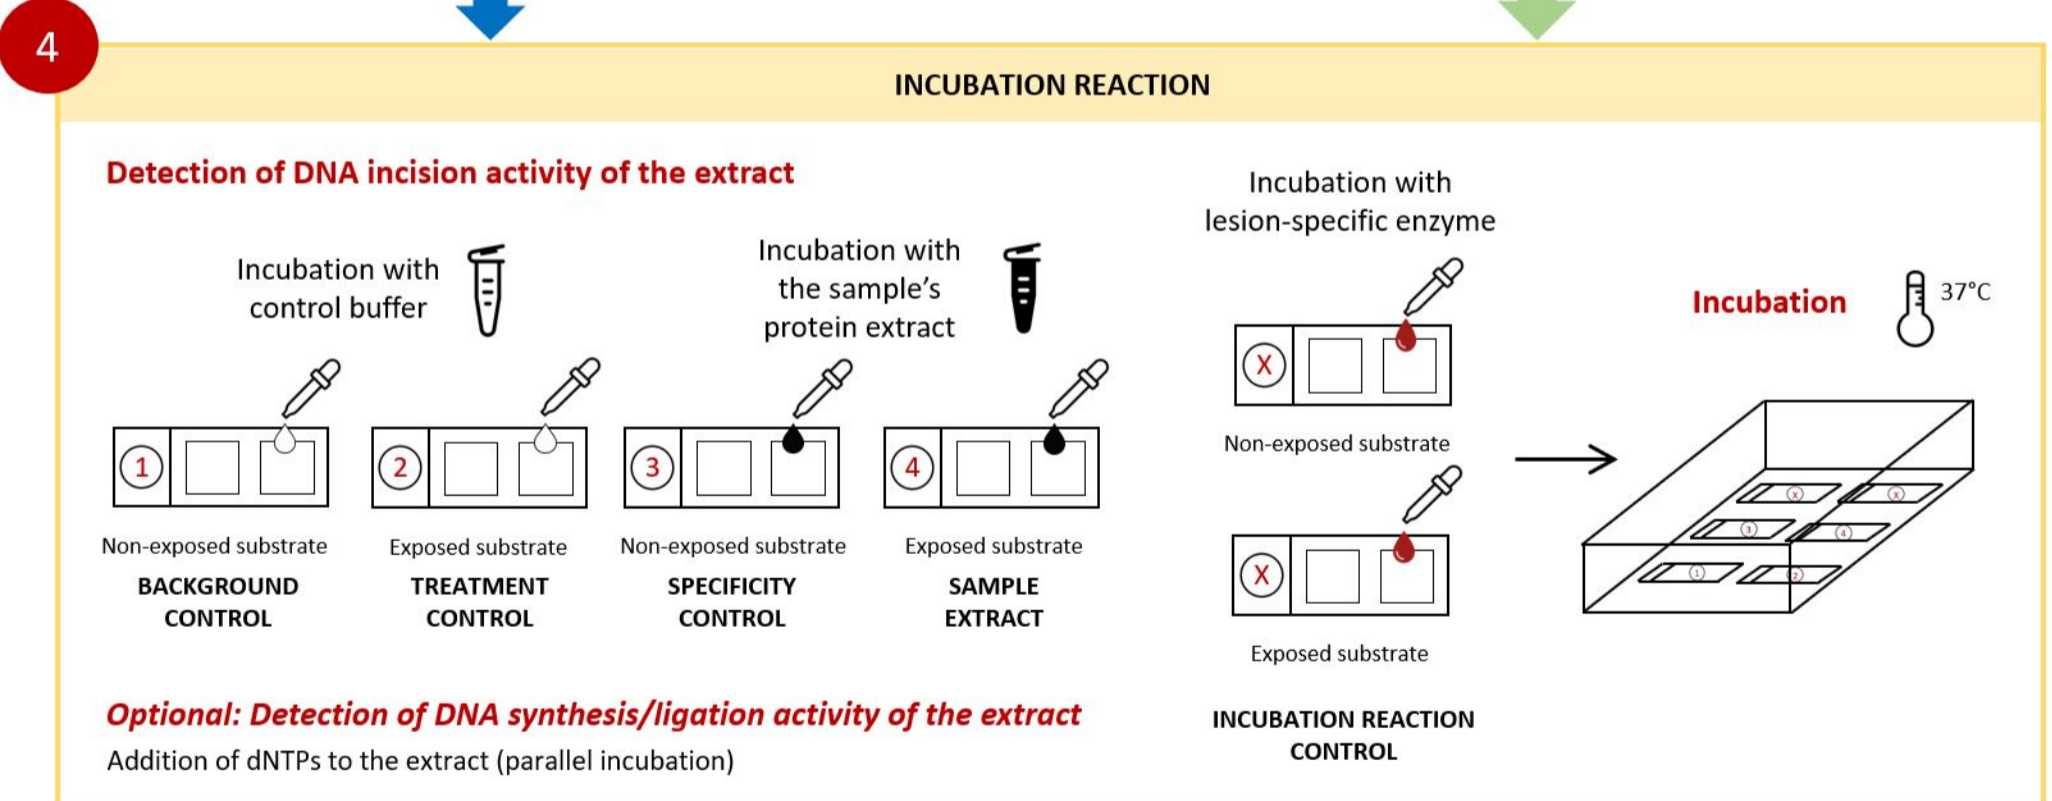 4
INCUBATION REACTION
Detection of DNA incision activity of the extract
Incubation with
control buffer
Incubation with
the sample's
protein extract
1
Non-exposed substrate
BACKGROUND
CONTROL
2
Exposed substrate
TREATMENT
CONTROL
3
Non-exposed substrate
SPECIFICITY
CONTROL
4
Exposed substrate
SAMPLE
EXTRACT
Optional: Detection of DNA synthesis/ligation activity of the extract
Addition of dNTPs to the extract (parallel incubation)
Incubation with
lesion-specific enzyme
X
Non-exposed substrate
X
Exposed substrate
INCUBATION REACTION
CONTROL
Incubation
37°C
X X
3 4
1 2